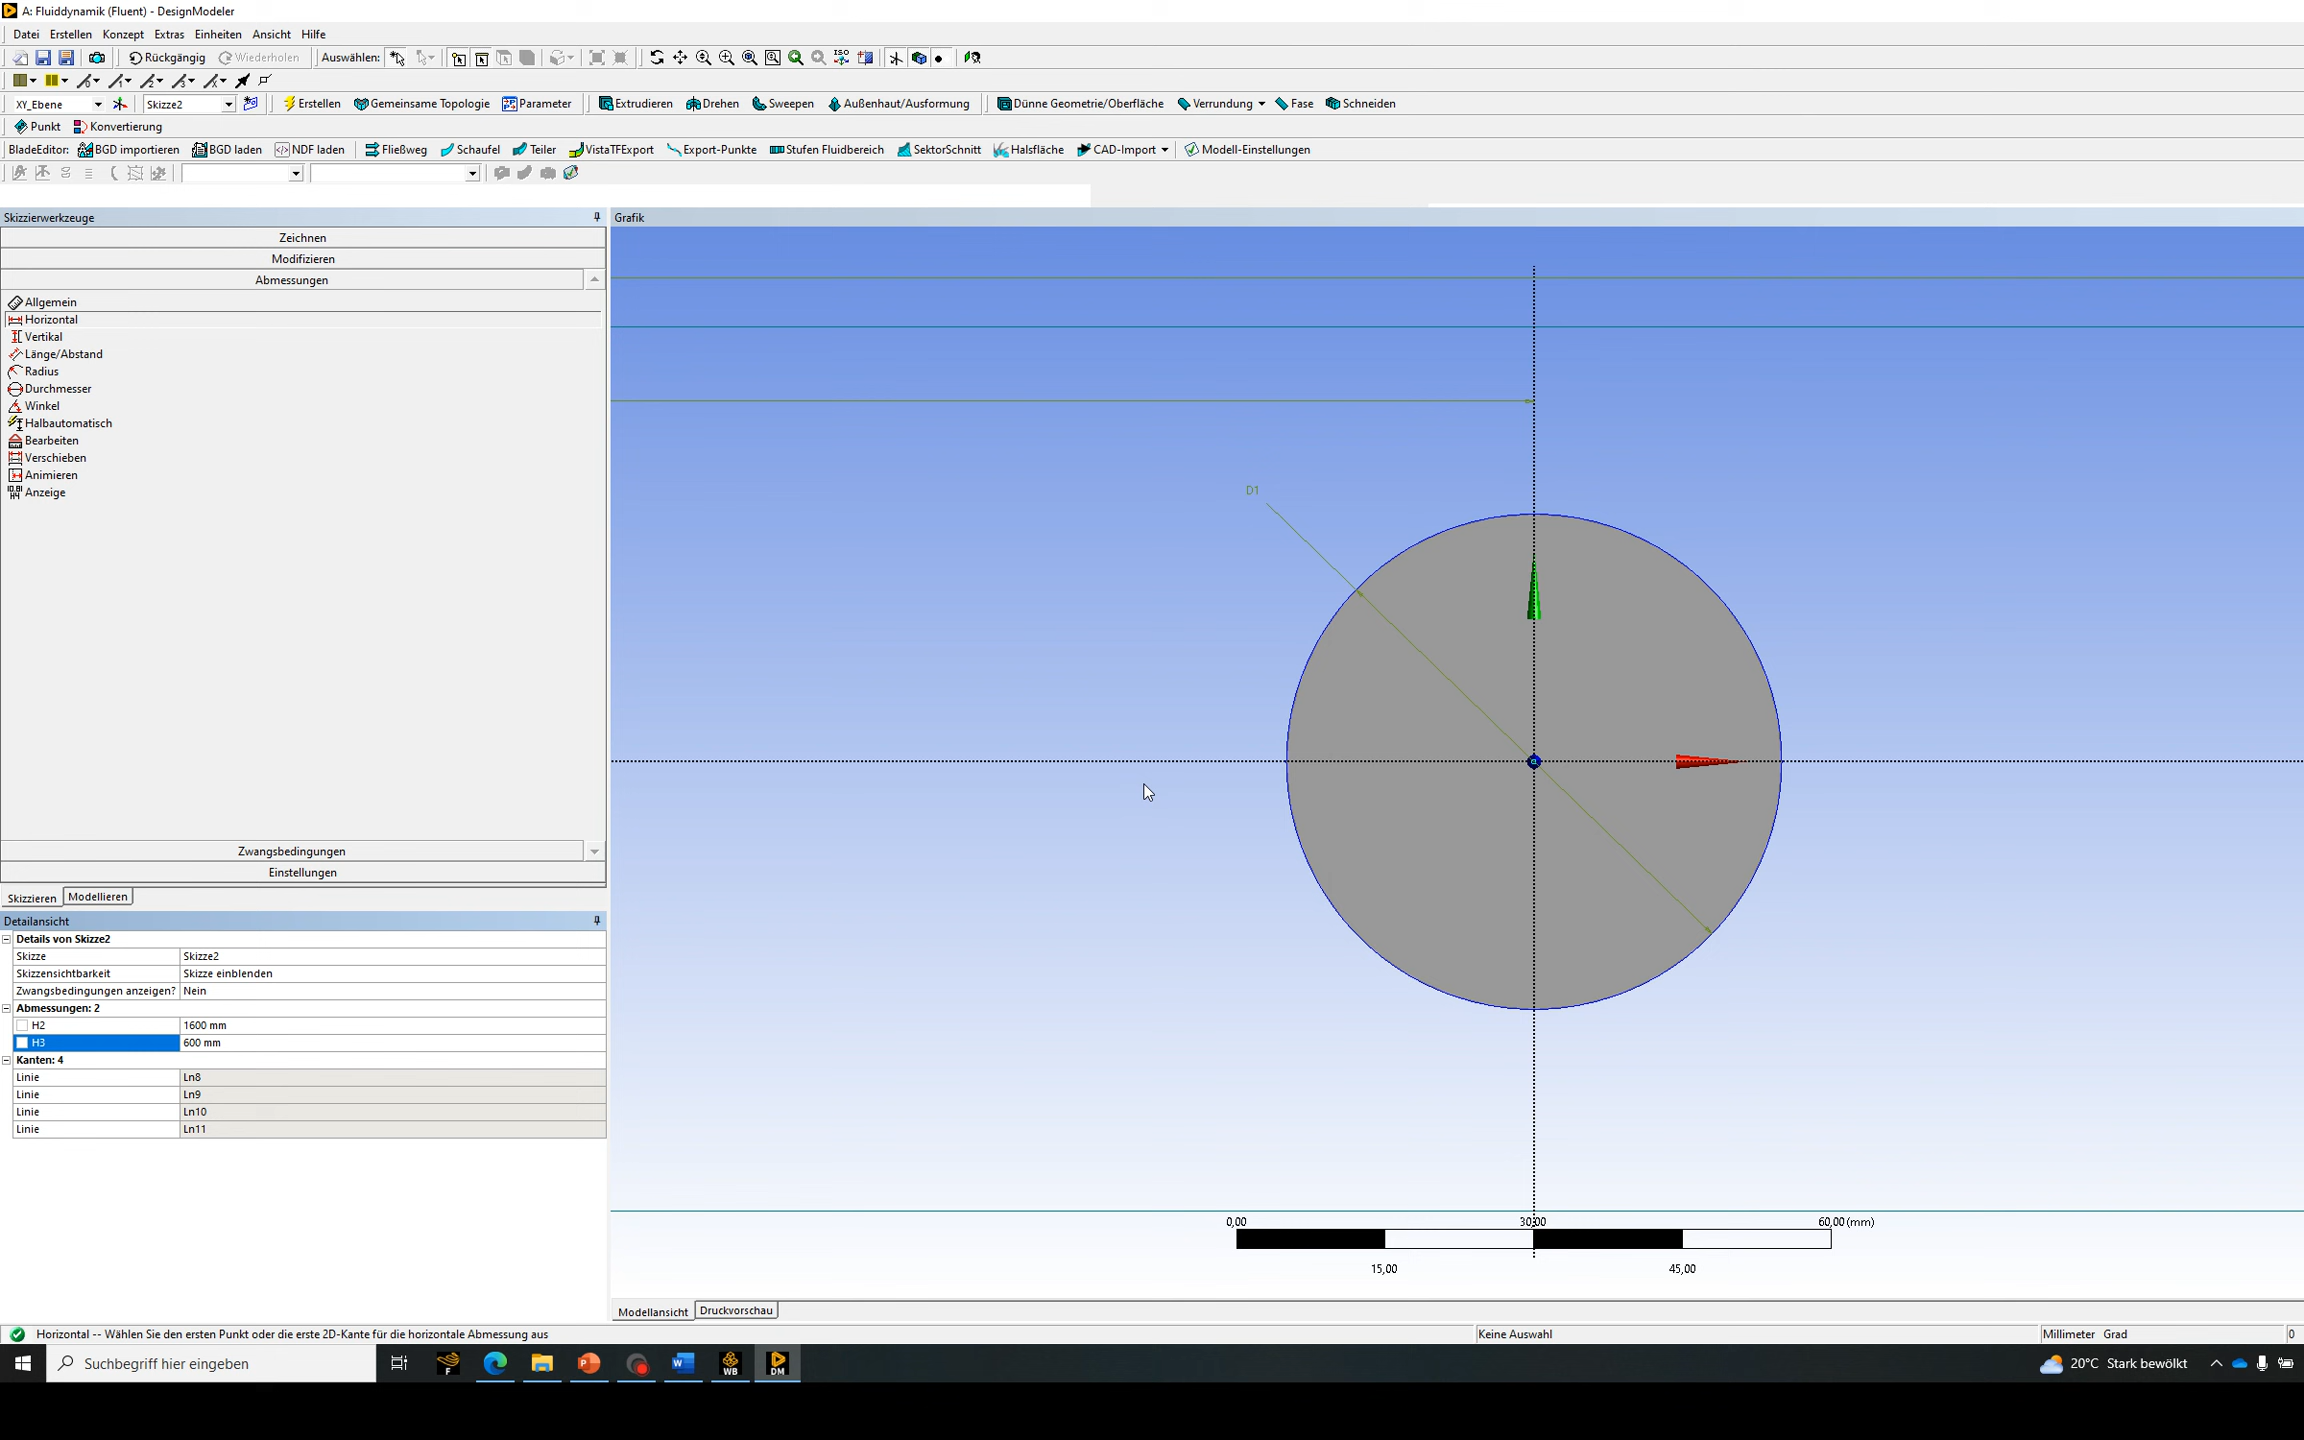 A: Fluiddynamik (Fluent) - DesignModeler
Datei Erstellen Konzept Extras Einheiten Ansicht Hilfe
Rückgängig Wiederholen Auswählen: ISO
XY_Ebene Skizze2 Erstellen Gemeinsame Topologie Parameter Extrudieren Drehen Sweepen Außenhaut/Ausformung Dünne Geometrie/Oberfläche Verrundung Fase Schneiden
Punkt Konvertierung
BladeEditor: BGD importieren BGD laden NDF laden Fließweg Schaufel Teiler VistaTFExport Export-Punkte Stufen Fluidbereich SektorSchnitt Halsfläche CAD-Import Modell-Einstellungen
Skizzierwerkzeuge
Zeichnen
Modifizieren
Abmessungen
Allgemein
Horizontal
Vertikal
Länge/Abstand
Radius
Durchmesser
Winkel
Halbautomatisch
Bearbeiten
Verschieben
Animieren
Anzeige
Zwangsbedingungen
Einstellungen
Skizzieren Modellieren
Detailansicht
Details von Skizze2
Skizze Skizze2
Skizzensichtbarkeit Skizze einblenden
Zwangsbedingungen anzeigen? Nein
Abmessungen: 2
H2 1600 mm
H3 600 mm
Kanten: 4
Linie Ln8
Linie Ln9
Linie Ln10
Linie Ln11
Grafik
D1
0,00 30,00 60,00 (mm)
15,00 45,00
Modellansicht Druckvorschau
Horizontal -- Wählen Sie den ersten Punkt oder die erste 2D-Kante für die horizontale Abmessung aus Keine Auswahl Millimeter Grad 0
Suchbegriff hier eingeben F WB DM 20°C Stark bewölkt